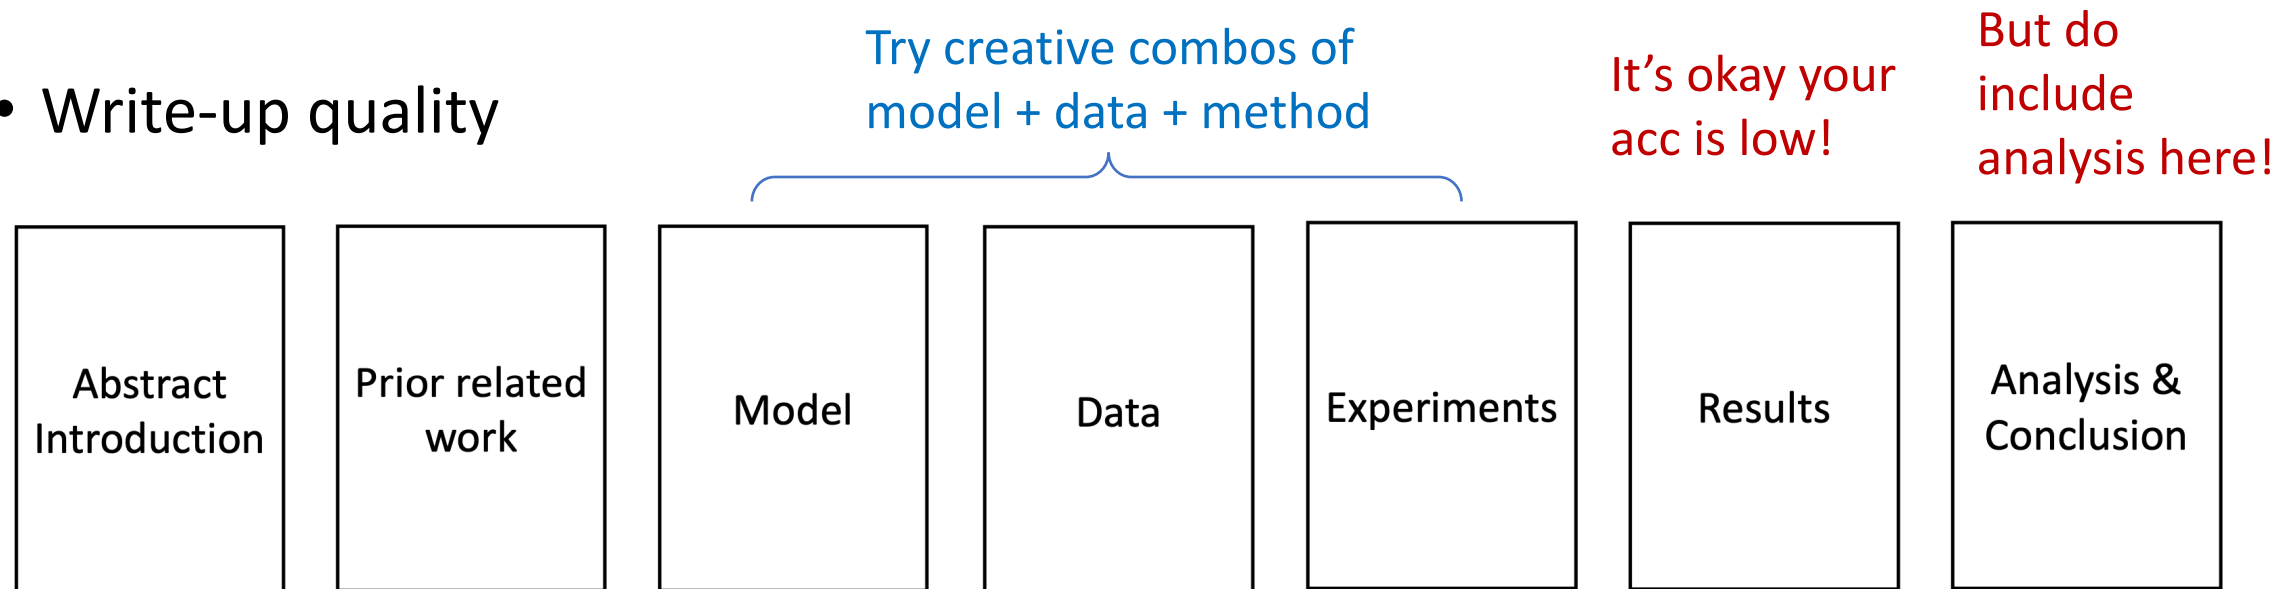 • Write-up quality
Try creative combos of
model + data + method
It’s okay your
acc is low!
But do
include
analysis here!
Abstract
Introduction
Prior related
work
Model
Data
Experiments
Results
Analysis &
Conclusion